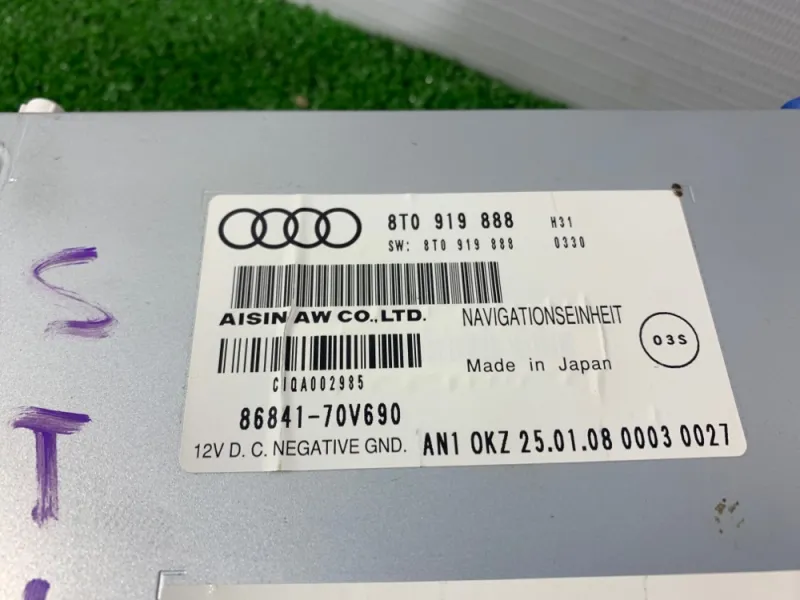 8T0 919 888 H31
SW: 8T0 919 888 0330
AISIN AW CO.,LTD. NAVIGATIONSEINHEIT
03S
Made in Japan
CIQA002985
86841-70V690
12V D. C. NEGATIVE GND. AN1 OKZ 25.01.08 0003 0027
S
T